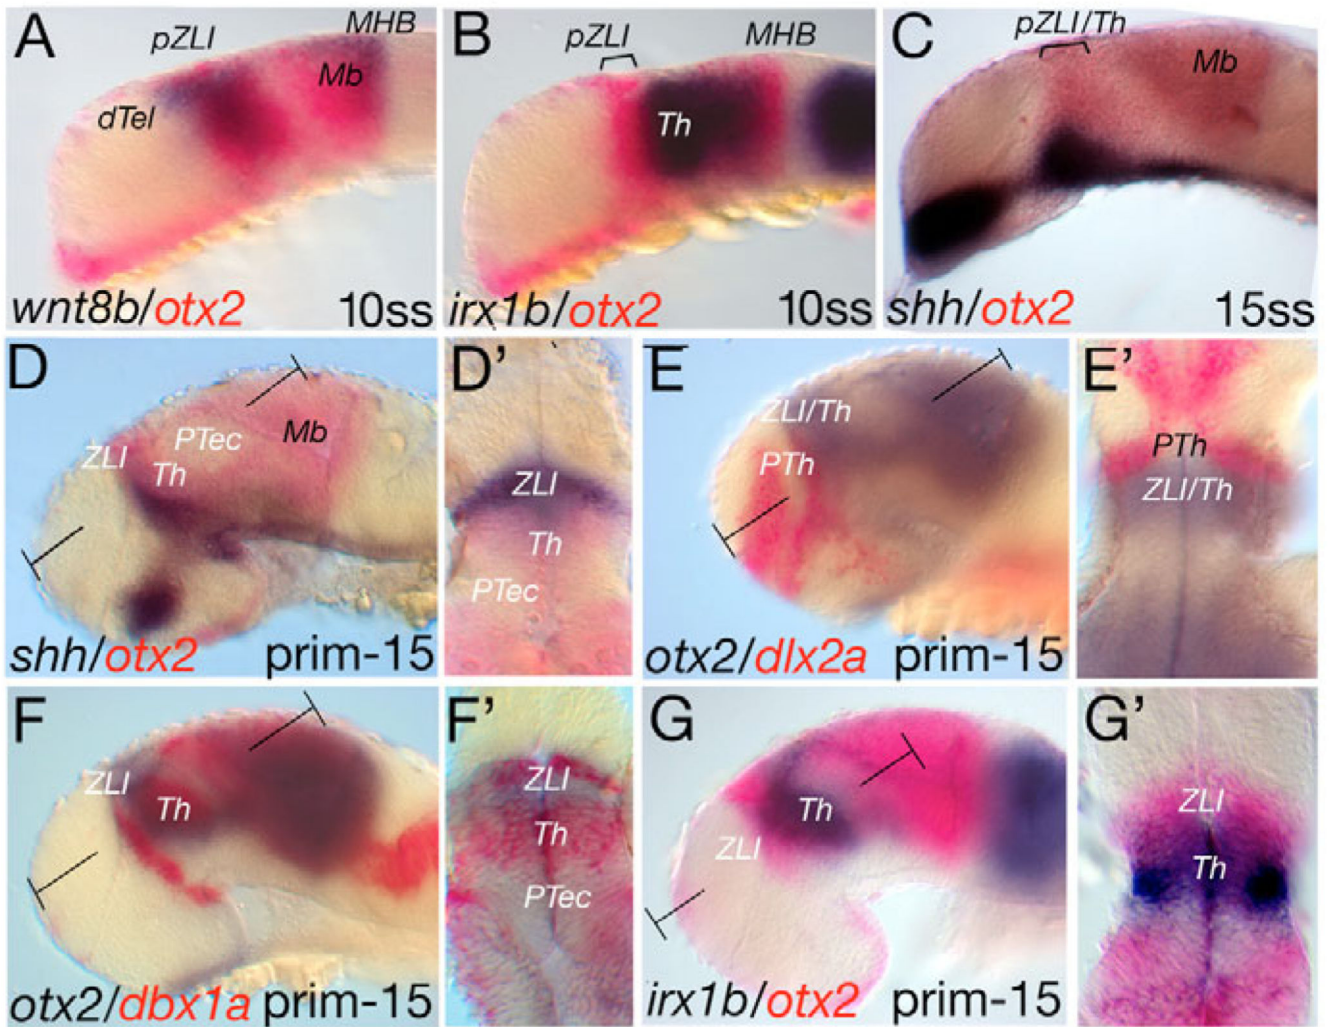 A
pZLI
MHB
Mb
dTel
wnt8b/otx2 10ss
B
pZLI
MHB
Th
irx1b/otx2 10ss
C
pZLI/Th
Mb
shh/otx2 15ss
D
PTec
Mb
ZLI
Th
shh/otx2 prim-15
D'
ZLI
Th
PTec
E
ZLI/Th
PTh
otx2/dlx2a prim-15
E'
PTh
ZLI/Th
F
ZLI
Th
otx2/dbx1a prim-15
F'
ZLI
Th
PTec
G
Th
ZLI
irx1b/otx2 prim-15
G'
ZLI
Th